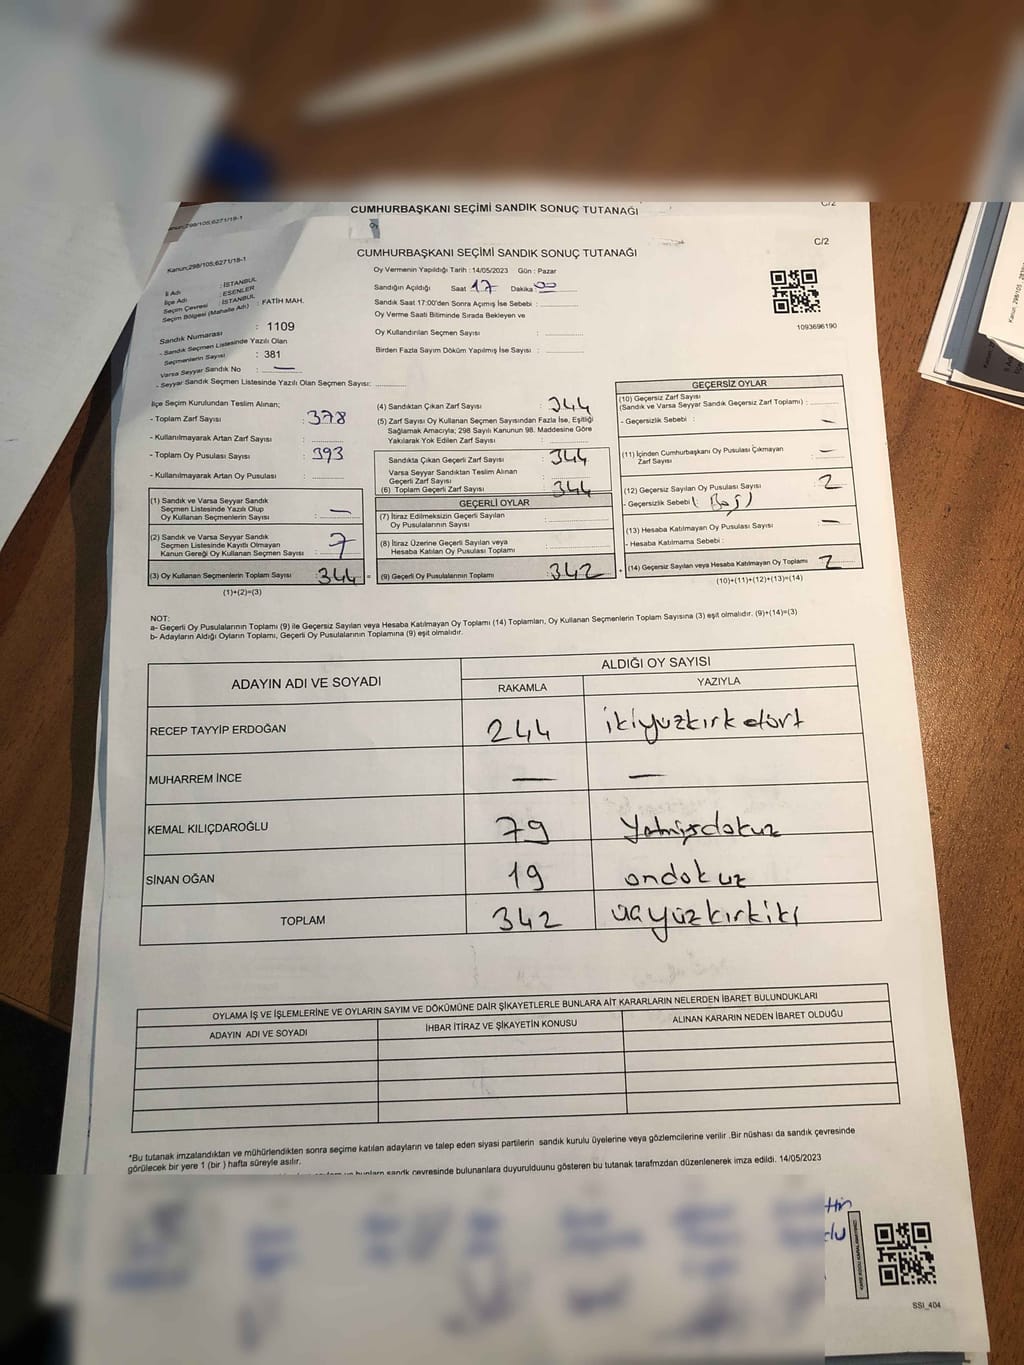 Kanun;298/105;6271/18-1
CUMHURBAŞKANI SEÇİMİ SANDIK SONUÇ TUTANAĞI
C/2
Kanun;298/105;6271/18-1
CUMHURBAŞKANI SEÇİMİ SANDIK SONUÇ TUTANAĞI
C/2
İl Adı : İSTANBUL
İlçe Adı : ESENLER
Seçim Çevresi : İSTANBUL
Seçim Bölgesi (Mahalle Adı) : FATİH MAH.
Sandık Numarası : 1109
- Sandık Seçmen Listesinde Yazılı Olan
Seçmenlerin Sayısı : 381
Varsa Seyyar Sandık No : —
- Seyyar Sandık Seçmen Listesinde Yazılı Olan Seçmen Sayısı:
Oy Vermenin Yapıldığı Tarih : 14/05/2023 Gün : Pazar
Sandığın Açıldığı Saat 17 Dakika 00
Sandık Saat 17:00'den Sonra Açımış İse Sebebi :
Oy Verme Saati Bitiminde Sırada Bekleyen ve
Oy Kullandırılan Seçmen Sayısı :
Birden Fazla Sayım Döküm Yapılmış İse Sayısı :
1093696190
İlçe Seçim Kurulundan Teslim Alınan;
- Toplam Zarf Sayısı : 378
- Kullanılmayarak Artan Zarf Sayısı :
- Toplam Oy Pusulası Sayısı : 393
- Kullanılmayarak Artan Oy Pusulası :
(1) Sandık ve Varsa Seyyar Sandık
Seçmen Listesinde Yazılı Olup
Oy Kullanan Seçmenlerin Sayısı : —
(2) Sandık ve Varsa Seyyar Sandık
Seçmen Listesinde Kayıtlı Olmayan
Kanun Gereği Oy Kullanan Seçmen Sayısı : 7
(3) Oy Kullanan Seçmenlerin Toplam Sayısı : 344
(1)+(2)=(3)
(4) Sandıktan Çıkan Zarf Sayısı : 344
(5) Zarf Sayısı Oy Kullanan Seçmen Sayısından Fazla İse, Eşitliği
Sağlamak Amacıyla; 298 Sayılı Kanunun 98. Maddesine Göre
Yakılarak Yok Edilen Zarf Sayısı :
Sandıkta Çıkan Geçerli Zarf Sayısı : 344
Varsa Seyyar Sandıktan Teslim Alınan
Geçerli Zarf Sayısı :
(6) Toplam Geçerli Zarf Sayısı : 344
GEÇERLİ OYLAR
(7) İtiraz Edilmeksizin Geçerli Sayılan
Oy Pusulalarının Sayısı :
(8) İtiraz Üzerine Geçerli Sayılan veya
Hesaba Katılan Oy Pusulası Toplamı :
(9) Geçerli Oy Pusulalarının Toplamı : 342
GEÇERSİZ OYLAR
(10) Geçersiz Zarf Sayısı
(Sandık ve Varsa Seyyar Sandık Geçersiz Zarf Toplamı) :
- Geçersizlik Sebebi : —
(11) İçinden Cumhurbaşkanı Oy Pusulası Çıkmayan
Zarf Sayısı : —
(12) Geçersiz Sayılan Oy Pusulası Sayısı : 2
- Geçersizlik Sebebi
(13) Hesaba Katılmayan Oy Pusulası Sayısı : —
- Hesaba Katılmama Sebebi :
(14) Geçersiz Sayılan veya Hesaba Katılmayan Oy Toplamı : 2
(10)+(11)+(12)+(13)=(14)
NOT:
a- Geçerli Oy Pusulalarının Toplamı (9) ile Geçersiz Sayılan veya Hesaba Katılmayan Oy Toplamı (14) Toplamları, Oy Kullanan Seçmenlerin Toplam Sayısına (3) eşit olmalıdır. (9)+(14)=(3)
b- Adayların Aldığı Oyların Toplamı, Geçerli Oy Pusulalarının Toplamına (9) eşit olmalıdır.
ADAYIN ADI VE SOYADI
ALDIĞI OY SAYISI
RAKAMLA YAZIYLA
RECEP TAYYİP ERDOĞAN 244 ikiyüzkırkdört
MUHARREM İNCE — —
KEMAL KILIÇDAROĞLU 79 Yetmişdokuz
SİNAN OĞAN 19 ondokuz
TOPLAM 342 üçyüzkırkiki
OYLAMA İŞ VE İŞLEMLERİNE VE OYLARIN SAYIM VE DÖKÜMÜNE DAİR ŞİKAYETLERLE BUNLARA AİT KARARLARIN NELERDEN İBARET BULUNDUKLARI
ADAYIN ADI VE SOYADI İHBAR İTİRAZ VE ŞİKAYETİN KONUSU ALINAN KARARIN NEDEN İBARET OLDUĞU
*Bu tutanak imzalandıktan ve mühürlendikten sonra seçime katılan adayların ve talep eden siyasi partilerin sandık kurulu üyelerine veya gözlemcilerine verilir .Bir nüshası da sandık çevresinde
görülecek bir yere 1 (bir ) hafta süreyle asılır.
sandık çevresinde bulunanlara duyurulduunu gösteren bu tutanak tarafmzdan düzenlenerek imza edildi. 14/05/2023
SSI_404